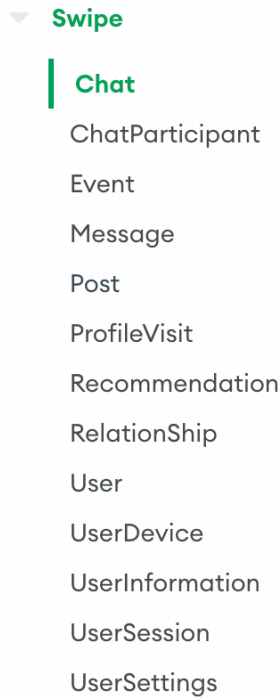 Swipe
Chat
ChatParticipant
Event
Message
Post
ProfileVisit
Recommendation
RelationShip
User
UserDevice
UserInformation
UserSession
UserSettings